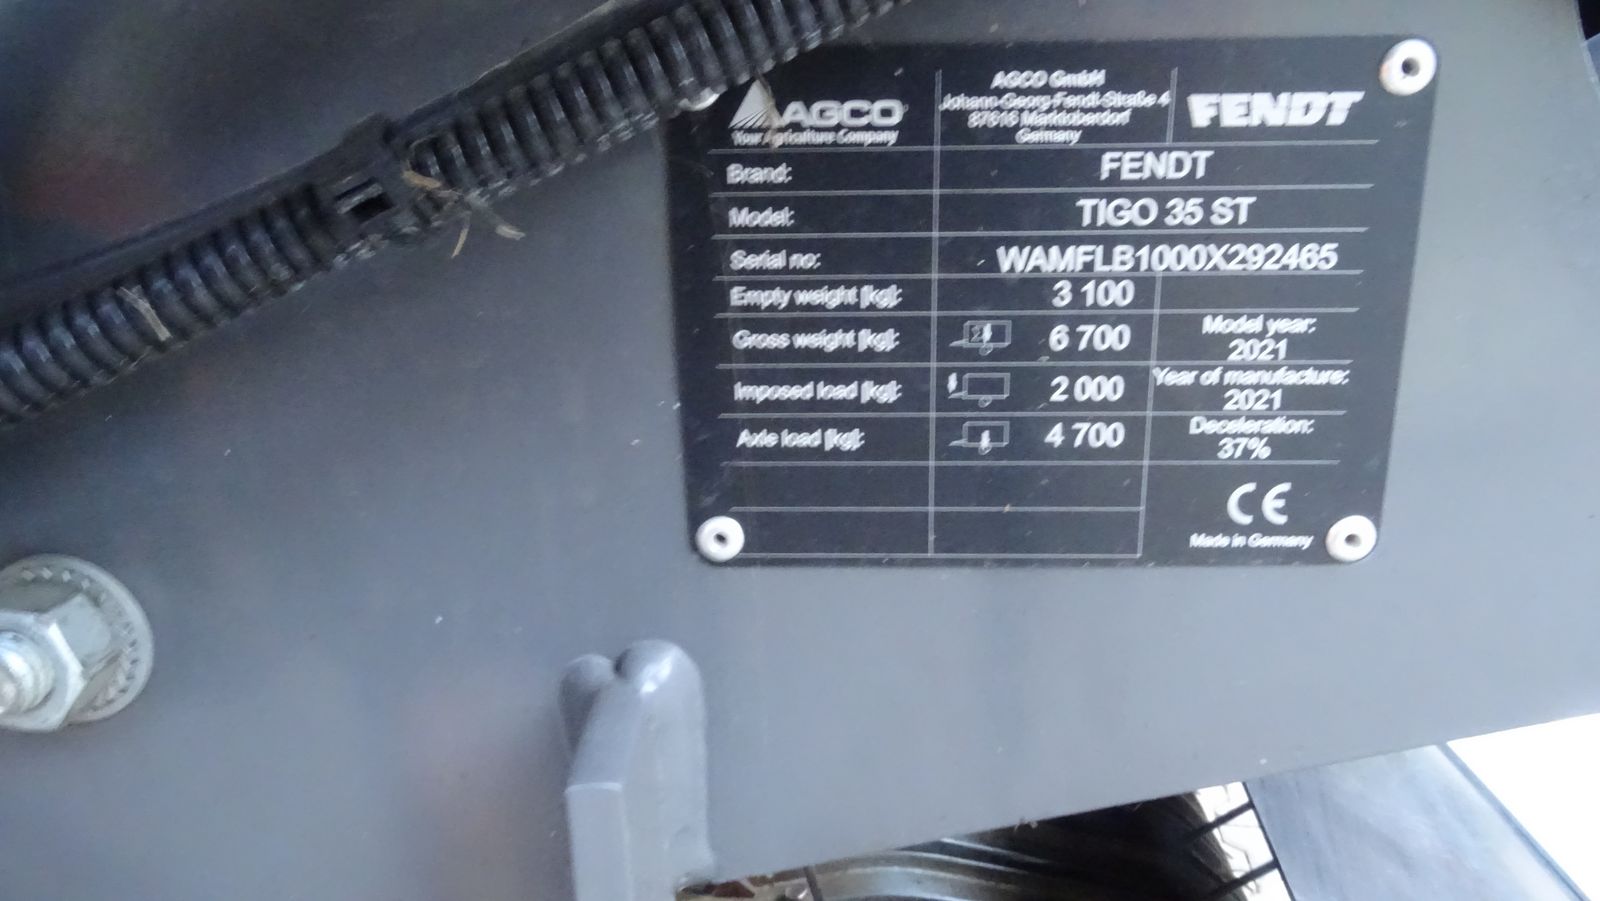 AGCO
Your Agriculture Company
AGCO GmbH
Johann-Georg-Fendt-Straße 4
87616 Marktoberdorf
Germany
FENDT
Brand: FENDT
Model: TIGO 35 ST
Serial no: WAMFLB1000X292465
Empty weight [kg]: 3 100
Gross weight [kg]: 6 700
Model year:
2021
Imposed load [kg]: 2 000
Year of manufacture:
2021
Axle load [kg]: 4 700
Deceleration:
37%
CE
Made in Germany